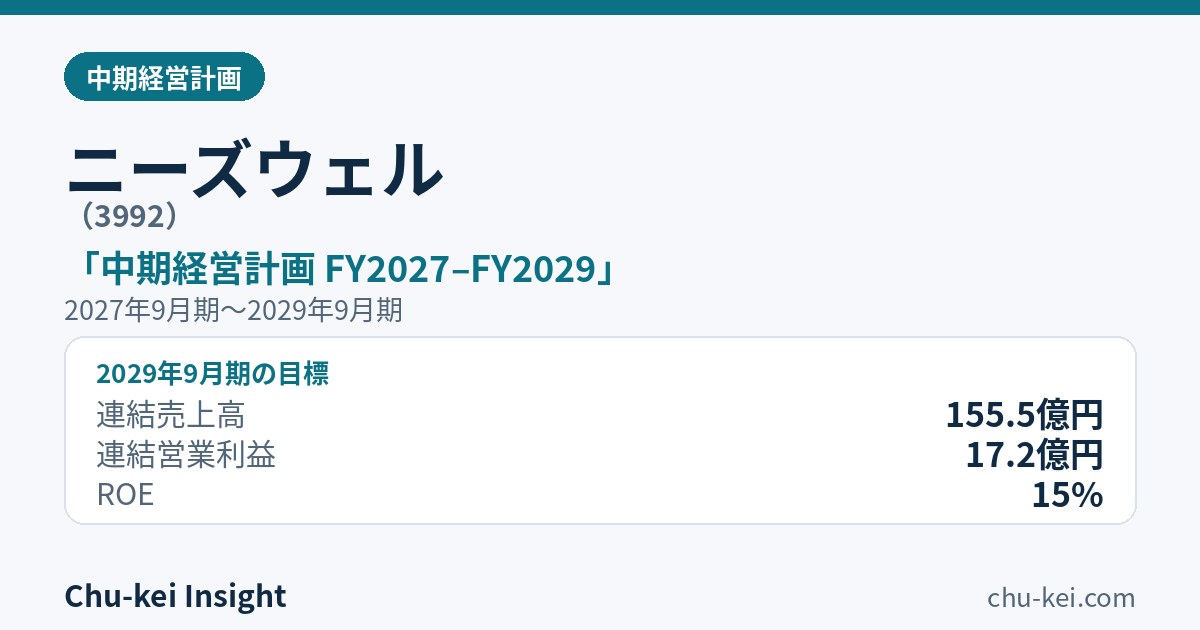 中期経営計画
ニーズウェル
（3992）
「中期経営計画 FY2027–FY2029」
2027年9月期〜2029年9月期
2029年9月期の目標
連結売上高 155.5億円
連結営業利益 17.2億円
ROE 15%
Chu-kei Insight chu-kei.com